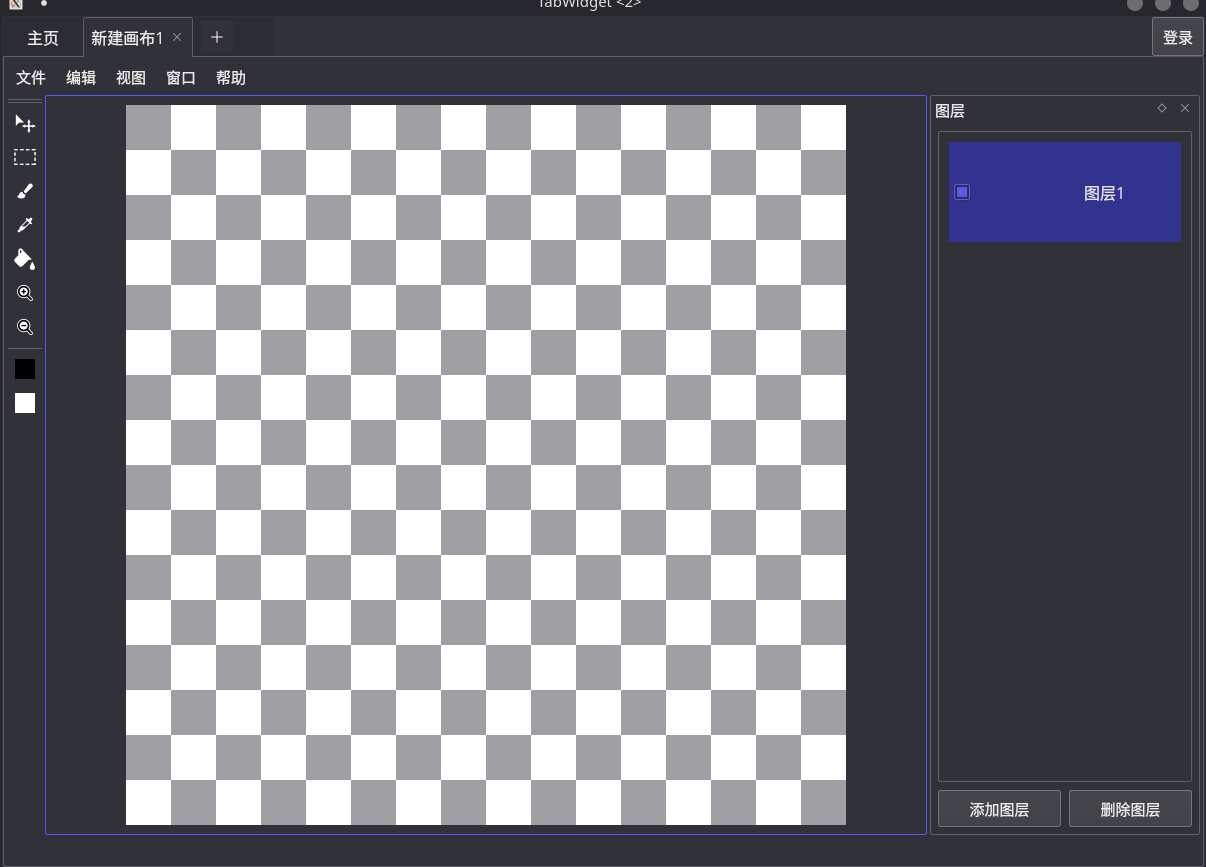 TabWidget <2>
主页 新建画布1 登录
文件 编辑 视图 窗口 帮助
图层
图层1
添加图层 删除图层